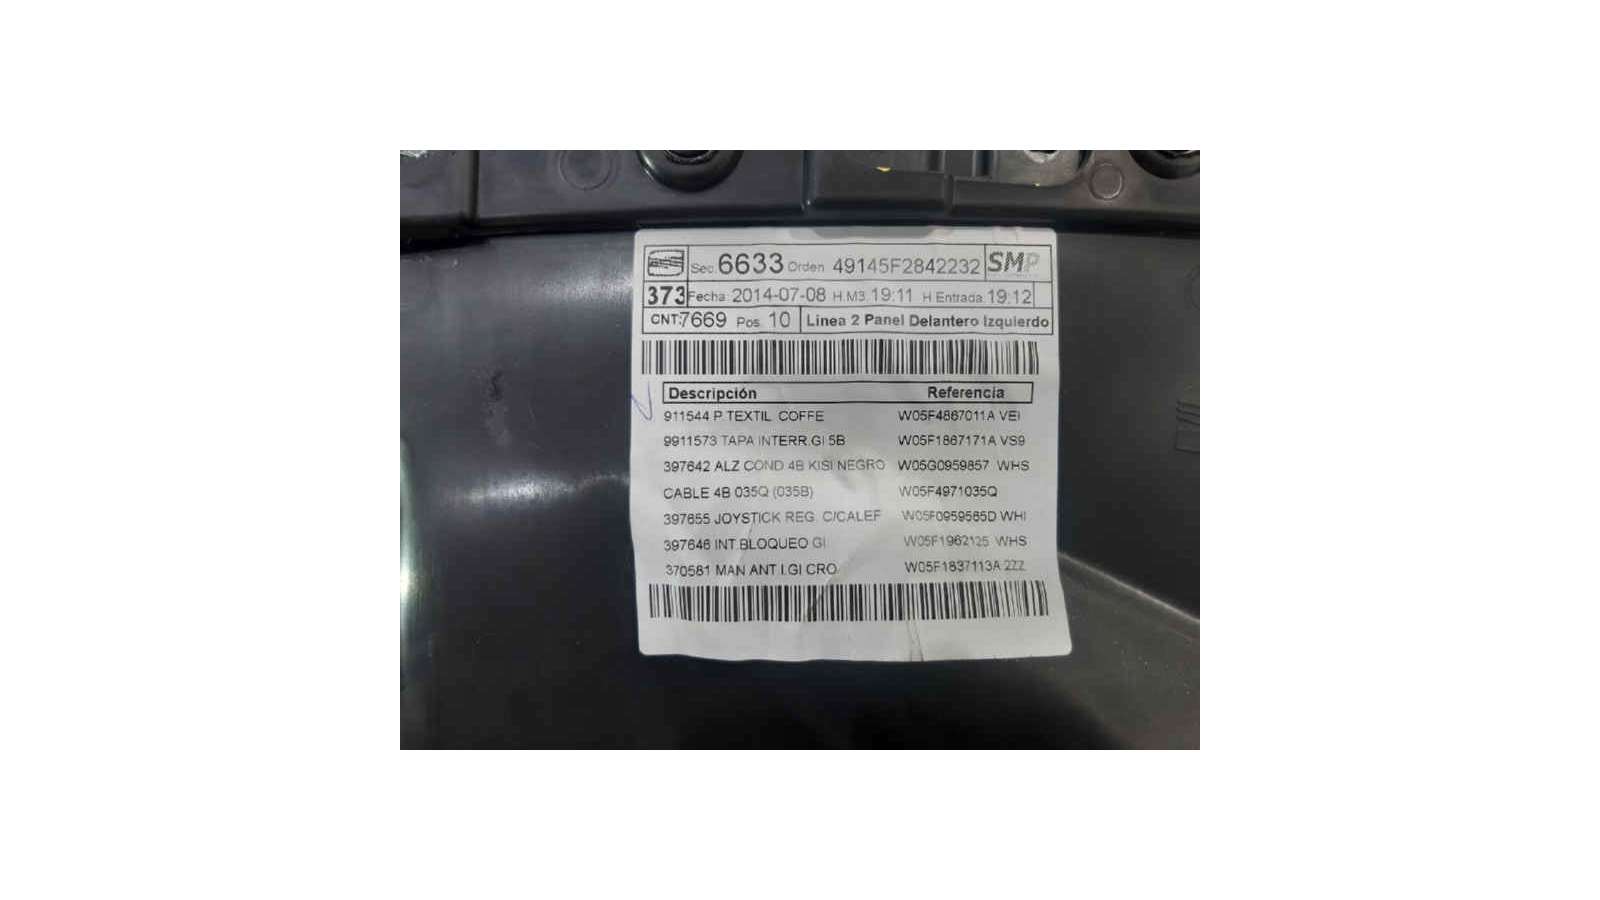 Sec. 6633 Orden 49145F2842232 SMP
373 Fecha 2014-07-08 H.M3. 19:11 H Entrada 19:12
CNT:7669 Pos. 10 Linea 2 Panel Delantero Izquierdo
Descripción Referencia
911544 P.TEXTIL COFFE W05F4867011A VEI
9911573 TAPA INTERR.GI 5B W05F1867171A VS9
397642 ALZ COND 4B KISI NEGRO W05G0959857 WHS
CABLE 4B 035Q (035B) W05F4971035Q
397655 JOYSTICK REG. C/CALEF W05F0959565D WHI
397646 INT.BLOQUEO GI W05F1962125 WHS
370581 MAN ANT I.GI CRO. W05F1837113A 2ZZ